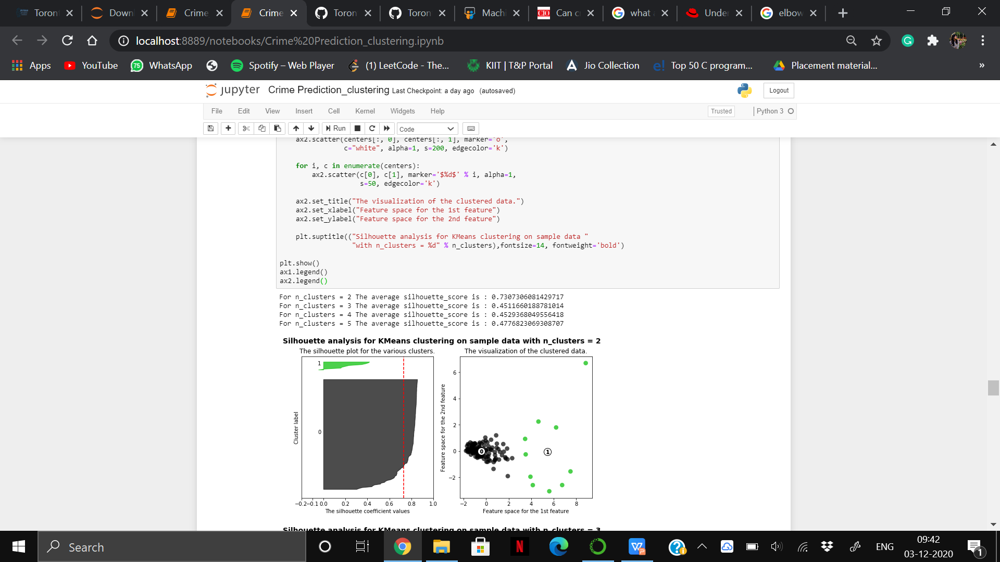 Toron
Down
Crime
Crime
Toron
Toron
Machi
CIO Can c
what a
Under
elbow
localhost:8889/notebooks/Crime%20Prediction_clustering.ipynb
Apps
YouTube
75 WhatsApp
Spotify – Web Player
(1) LeetCode - The...
KIIT | T&P Portal
Jio Collection
e! Top 50 C program...
Placement material...
»
jupyter Crime Prediction_clustering Last Checkpoint: a day ago (autosaved)
Logout
File Edit View Insert Cell Kernel Widgets Help
Trusted
Python 3
Run
Code
ax2.scatter(centers[:, 0], centers[:, 1], marker='o',
c="white", alpha=1, s=200, edgecolor='k')
for i, c in enumerate(centers):
ax2.scatter(c[0], c[1], marker='$%d$' % i, alpha=1,
s=50, edgecolor='k')
ax2.set_title("The visualization of the clustered data.")
ax2.set_xlabel("Feature space for the 1st feature")
ax2.set_ylabel("Feature space for the 2nd feature")
plt.suptitle(("Silhouette analysis for KMeans clustering on sample data "
"with n_clusters = %d" % n_clusters),fontsize=14, fontweight='bold')
plt.show()
ax1.legend()
ax2.legend()
For n_clusters = 2 The average silhouette_score is : 0.7307306081429717
For n_clusters = 3 The average silhouette_score is : 0.4511660188781014
For n_clusters = 4 The average silhouette_score is : 0.4529368049556418
For n_clusters = 5 The average silhouette_score is : 0.4776823069308707
Silhouette analysis for KMeans clustering on sample data with n_clusters = 2
The silhouette plot for the various clusters.
1
0
Cluster label
−0.2 −0.1 0.0 0.2 0.4 0.6 0.8 1.0
The silhouette coefficient values
The visualization of the clustered data.
6
4
2
0
−2
Feature space for the 2nd feature
0
1
−2 0 2 4 6 8
Feature space for the 1st feature
Silhouette analysis for KMeans clustering on sample data with n_clusters = 3
Search
ENG
09:42
03-12-2020
1